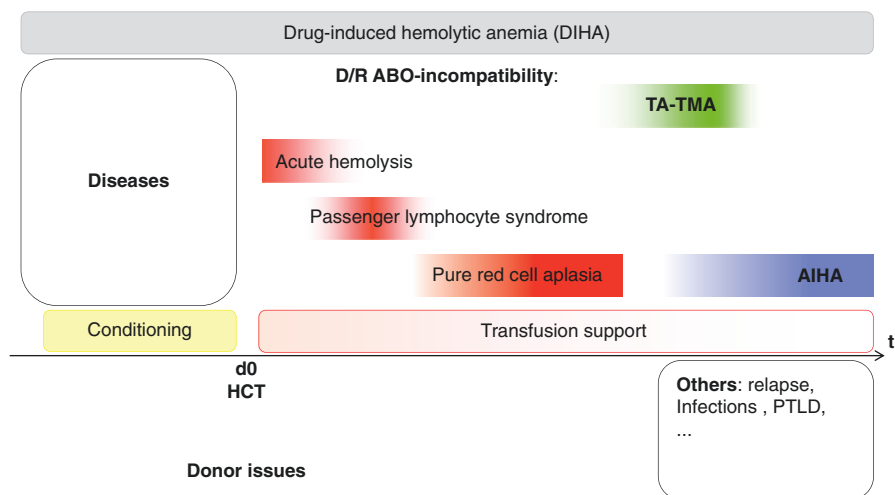 Drug-induced hemolytic anemia (DIHA)
D/R ABO-incompatibility:
TA-TMA
Diseases
Acute hemolysis
Passenger lymphocyte syndrome
Pure red cell aplasia
AIHA
Conditioning
Transfusion support
t
d0
HCT
Others: relapse,
Infections , PTLD,
...
Donor issues